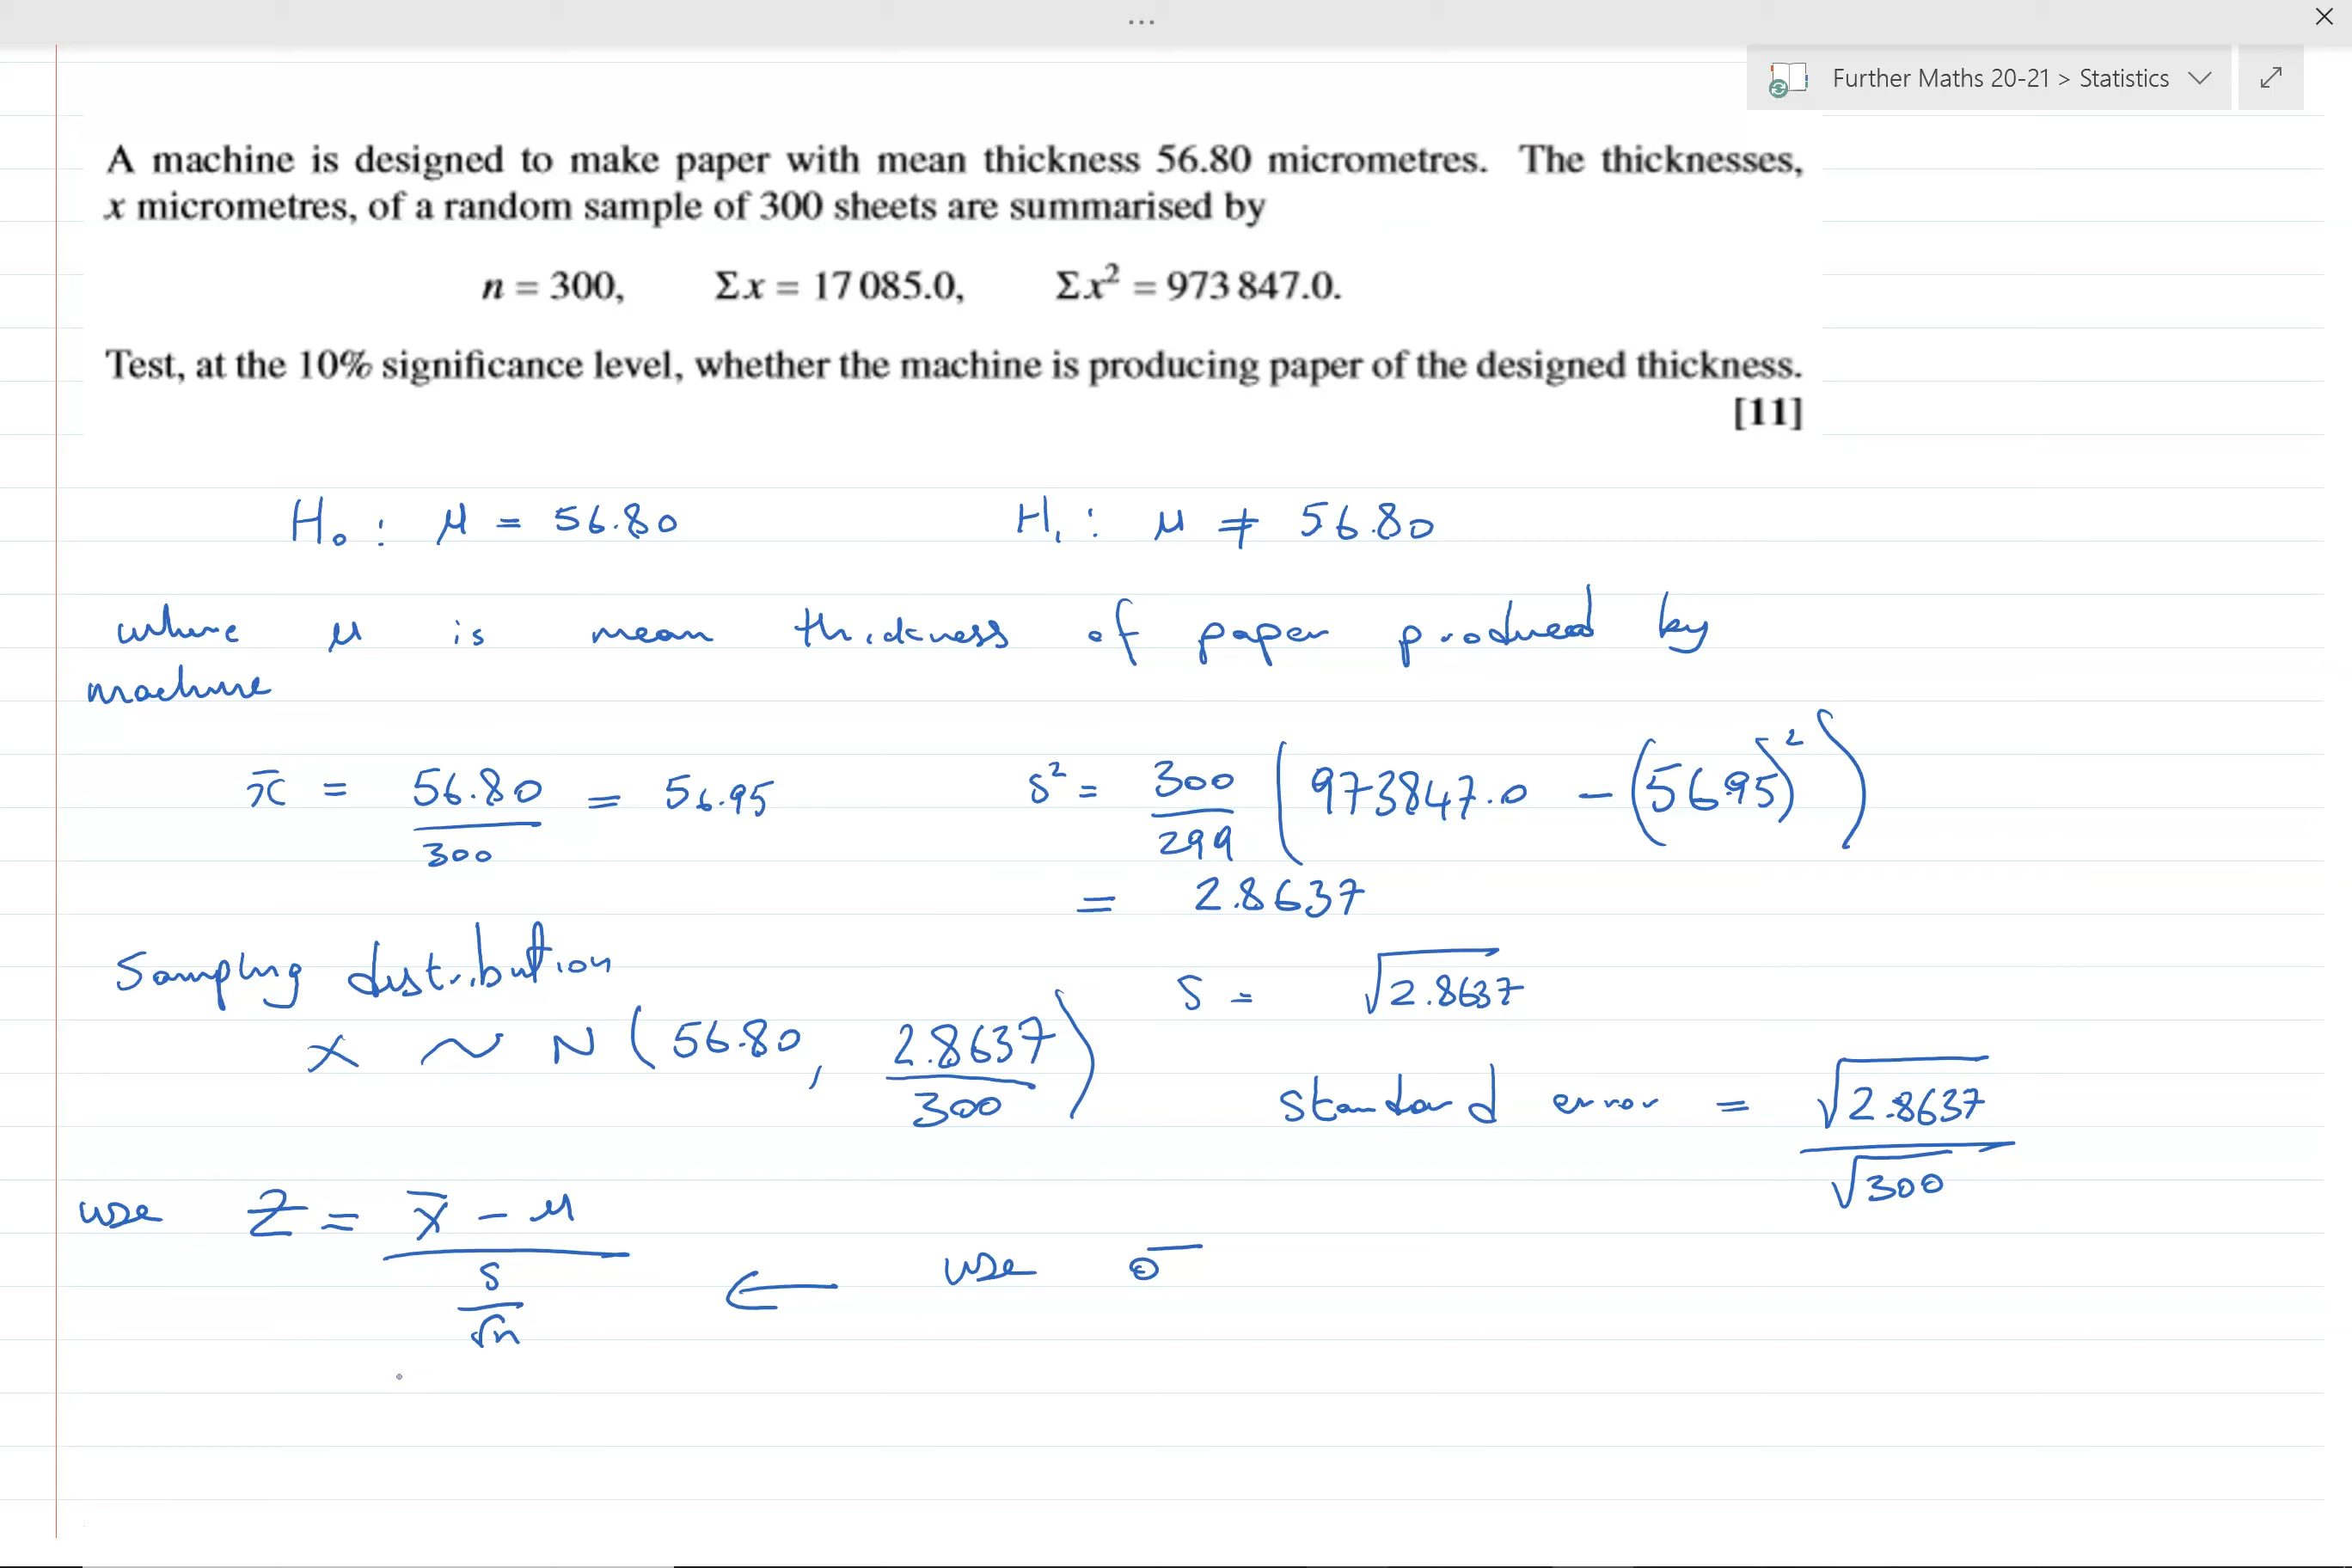 Further Maths 20-21 > Statistics
A machine is designed to make paper with mean thickness 56.80 micrometres. The thicknesses,
x micrometres, of a random sample of 300 sheets are summarised by
n = 300, Σx = 17 085.0, Σx² = 973 847.0.
Test, at the 10% significance level, whether the machine is producing paper of the designed thickness.
[11]
H₀ : μ = 56.80 H₁ : μ ≠ 56.80
where μ is mean thickness of paper produced by
machine
x̄ = 56.80/300 = 56.95 s² = 300/299 (973847.0 − (5695)²)
= 2.8637
Sampling distribution
s = √2.8637
X ~ N(56.80, 2.8637/300)
standard error = √2.8637/√300
use Z = (X̄ − μ)/(s/√n) ← use σ